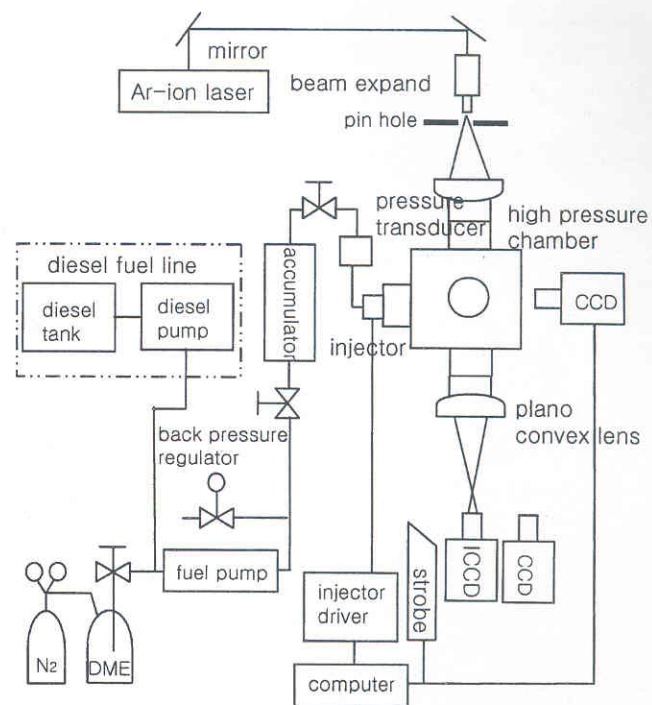 mirror
Ar-ion laser
beam expand
pin hole
pressure
transducer
high pressure
chamber
diesel fuel line
diesel
tank
diesel
pump
accumulator
injector
CCD
plano
convex lens
back pressure
regulator
fuel pump
injector
driver
strobe
ICCD
CCD
N2
DME
computer